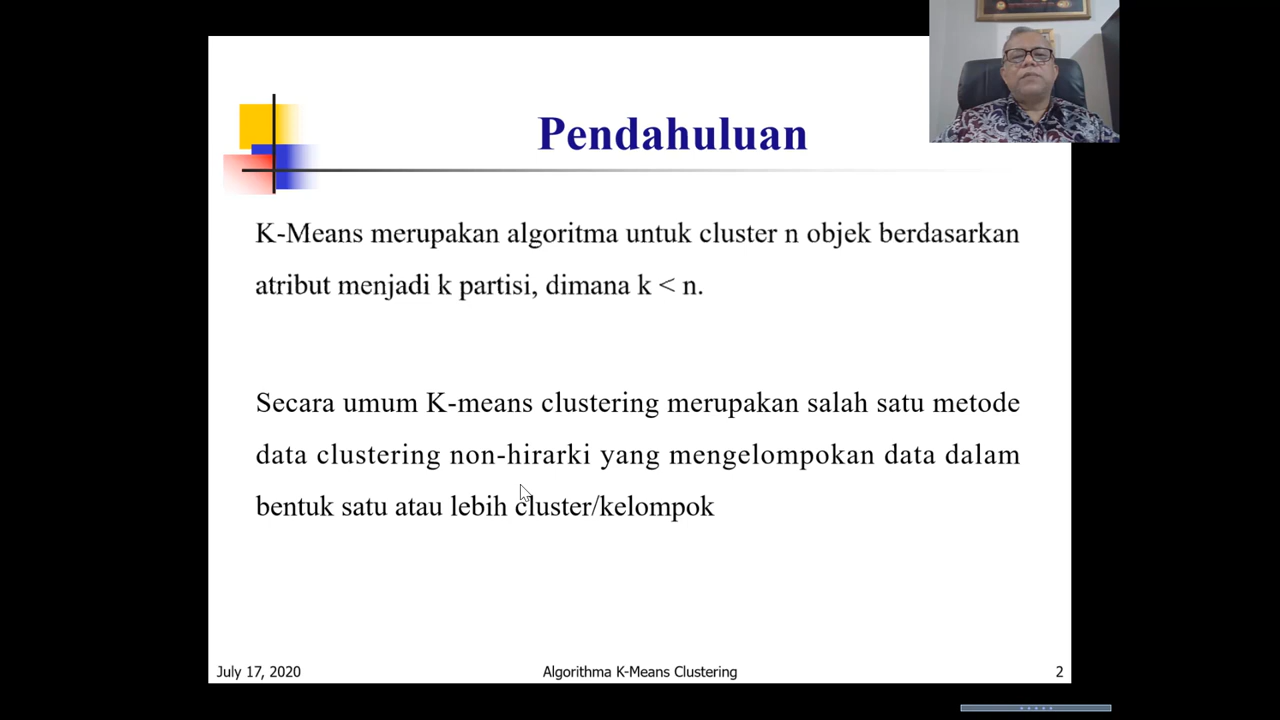 Pendahuluan
K-Means merupakan algoritma untuk cluster n objek berdasarkan
atribut menjadi k partisi, dimana k < n.
Secara umum K-means clustering merupakan salah satu metode
data clustering non-hirarki yang mengelompokan data dalam
bentuk satu atau lebih cluster/kelompok
July 17, 2020
Algorithma K-Means Clustering
2